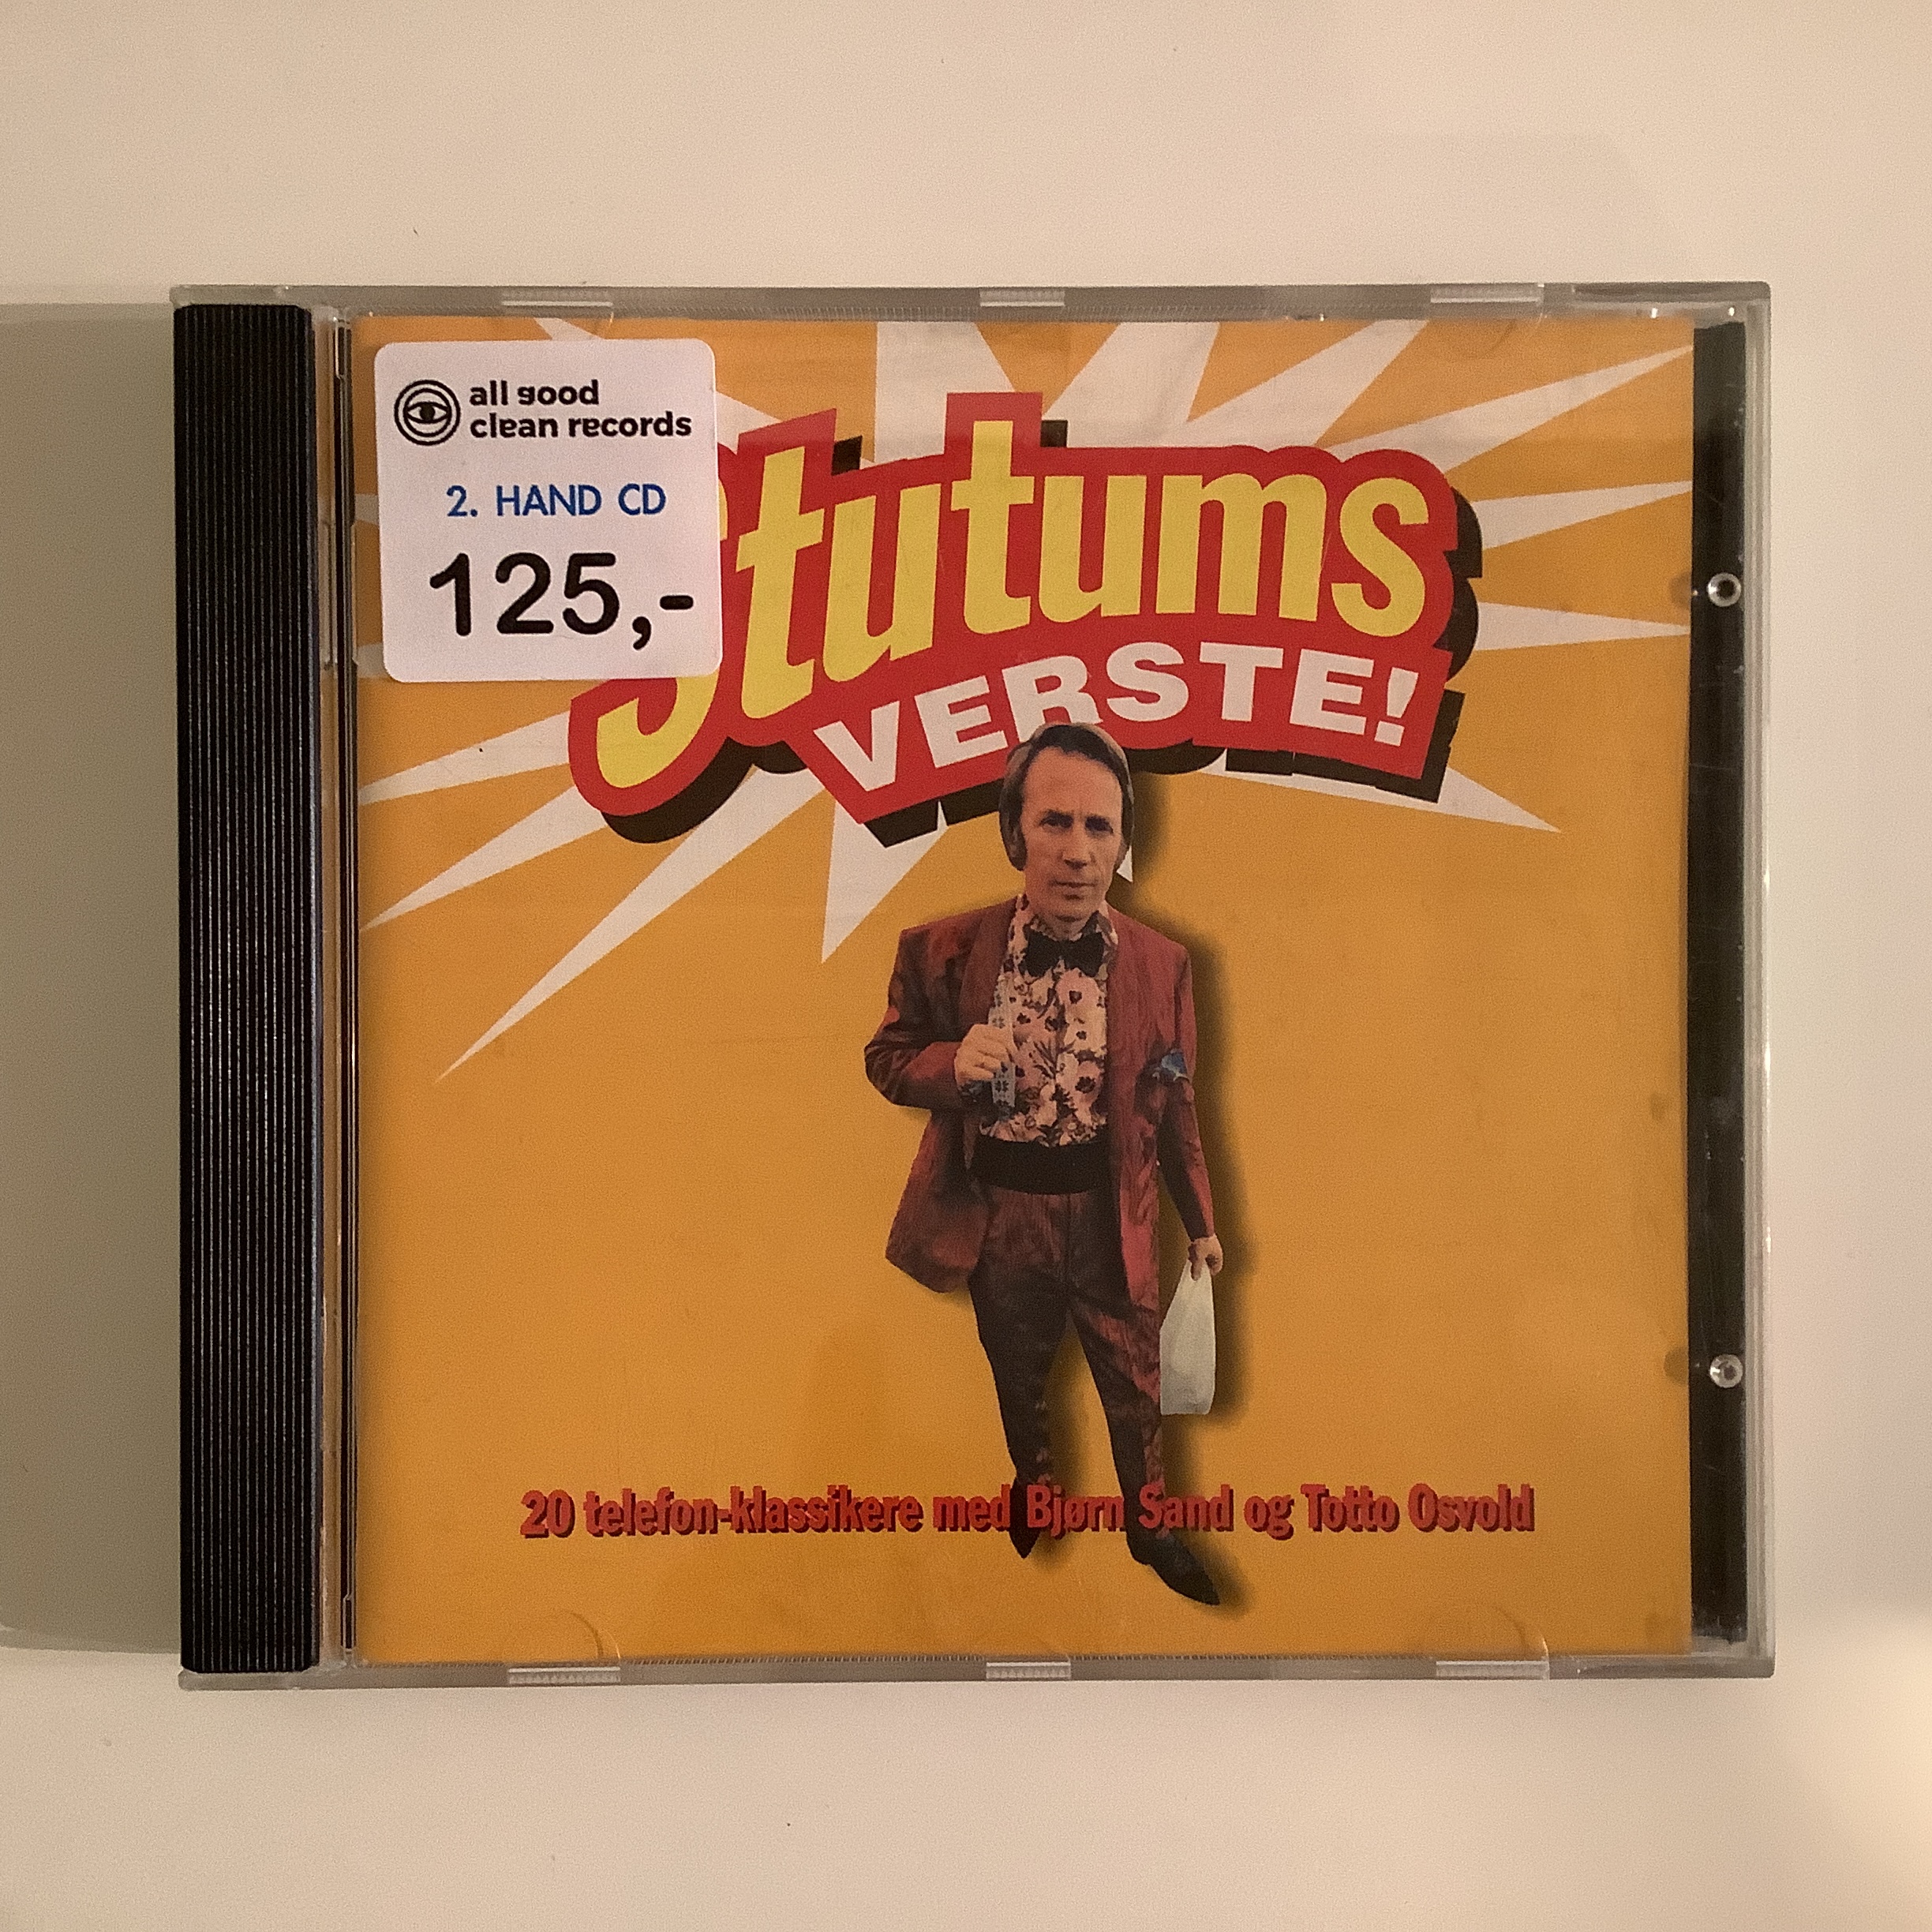 all good
clean records
2. HAND CD
125,-
Stutums
VERSTE!
20 telefon-klassikere med Bjørn Sand og Totto Osvold